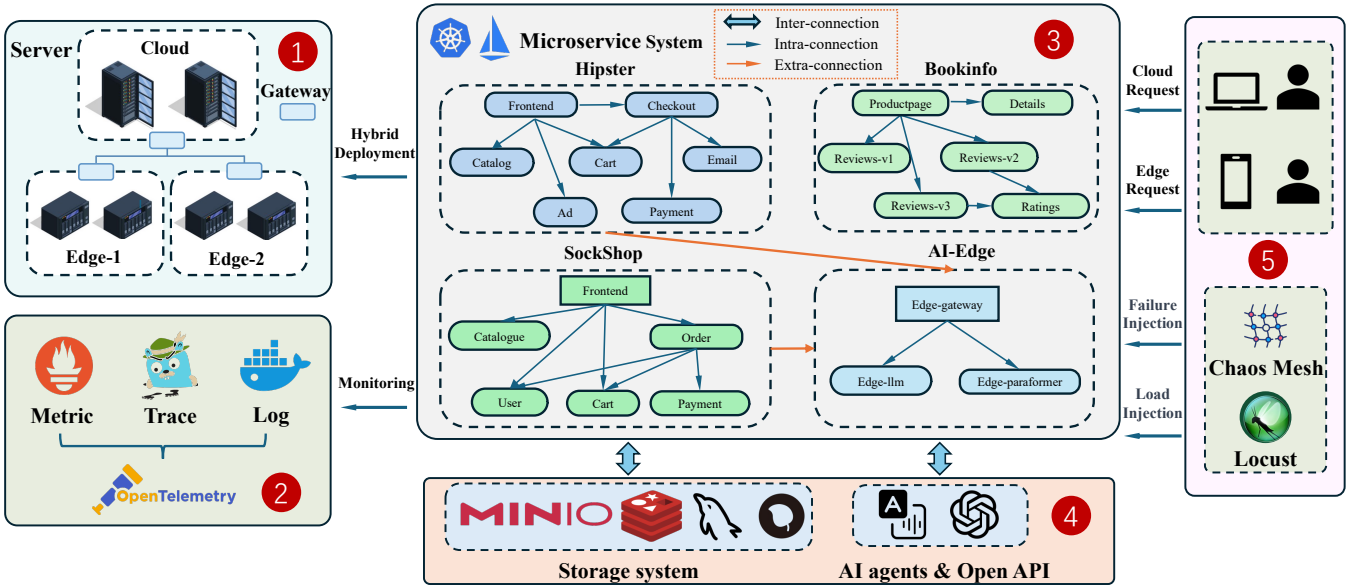 Server
Cloud
1
Gateway
Edge-1
Edge-2
Hybrid
Deployment
Metric
Trace
Log
OpenTelemetry
2
Monitoring
Microservice System
Inter-connection
Intra-connection
Extra-connection
3
Hipster
Frontend
Checkout
Catalog
Cart
Email
Ad
Payment
Bookinfo
Productpage
Details
Reviews-v1
Reviews-v2
Reviews-v3
Ratings
SockShop
Frontend
Catalogue
Order
User
Cart
Payment
AI-Edge
Edge-gateway
Edge-llm
Edge-paraformer
MINIO
Storage system
A
AI agents & Open API
4
Cloud
Request
Edge
Request
Failure
Injection
Load
Injection
5
Chaos Mesh
Locust